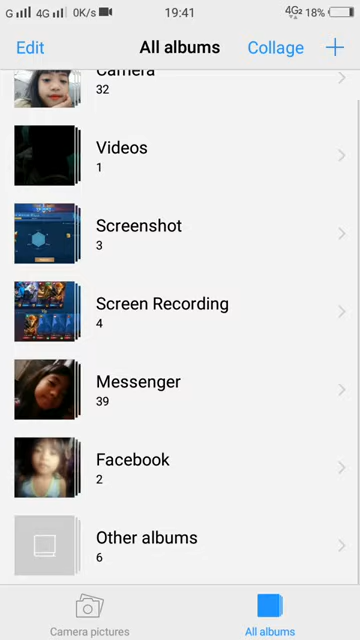 G 4G 0K/s 19:41 4G2 18%
Edit All albums Collage
Camera
32
Videos
1
Screenshot
3
Screen Recording
4
Messenger
39
Facebook
2
Other albums
6
Camera pictures All albums